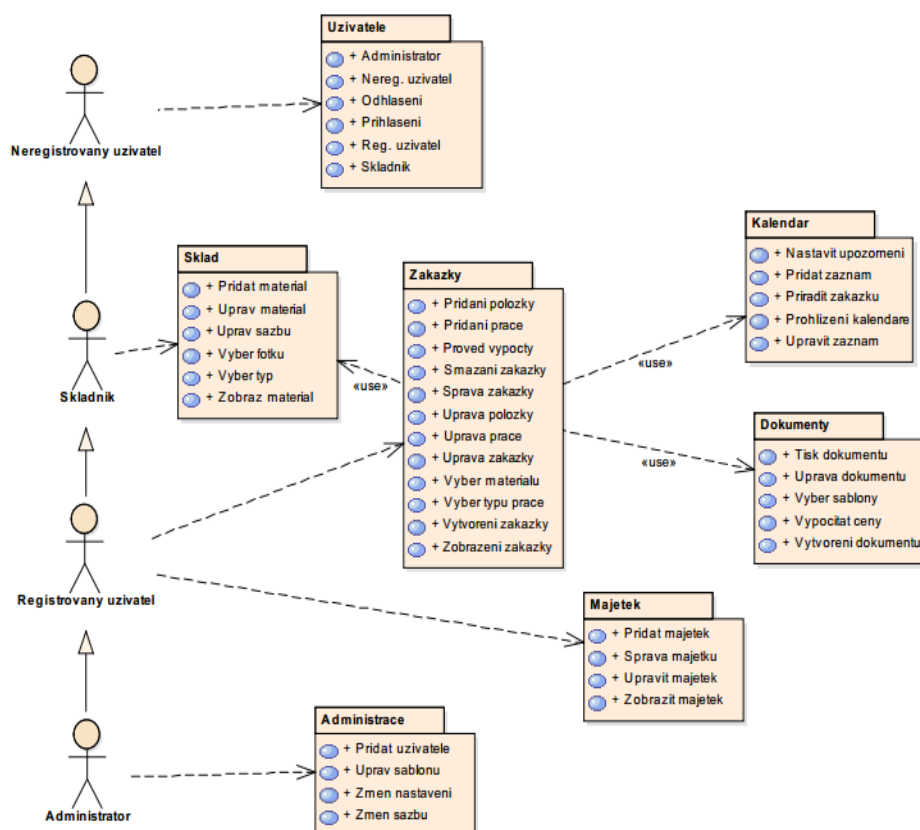 Uzivatele
+ Administrator
+ Nereg. uzivatel
+ Odhlaseni
+ Prihlaseni
+ Reg. uzivatel
+ Skladnik
Neregistrovany uzivatel
Sklad
+ Pridat material
+ Uprav material
+ Uprav sazbu
+ Vyber fotku
+ Vyber typ
+ Zobraz material
Skladnik
«use»
Zakazky
+ Pridani polozky
+ Pridani prace
+ Proved vypocty
+ Smazani zakazky
+ Sprava zakazky
+ Uprava polozky
+ Uprava prace
+ Uprava zakazky
+ Vyber materialu
+ Vyber typu prace
+ Vytvoreni zakazky
+ Zobrazeni zakazky
Kalendar
+ Nastavit upozorneni
+ Pridat zaznam
+ Priradit zakazku
+ Prohlizeni kalendare
+ Upravit zaznam
«use»
«use»
Dokumenty
+ Tisk dokumentu
+ Uprava dokumentu
+ Vyber sablony
+ Vypocitat ceny
+ Vytvoreni dokumentu
Registrovany uzivatel
Majetek
+ Pridat majetek
+ Sprava majetku
+ Upravit majetek
+ Zobrazit majetek
Administrace
+ Pridat uzivatele
+ Uprav sablonu
+ Zmen nastaveni
+ Zmen sazbu
Administrator